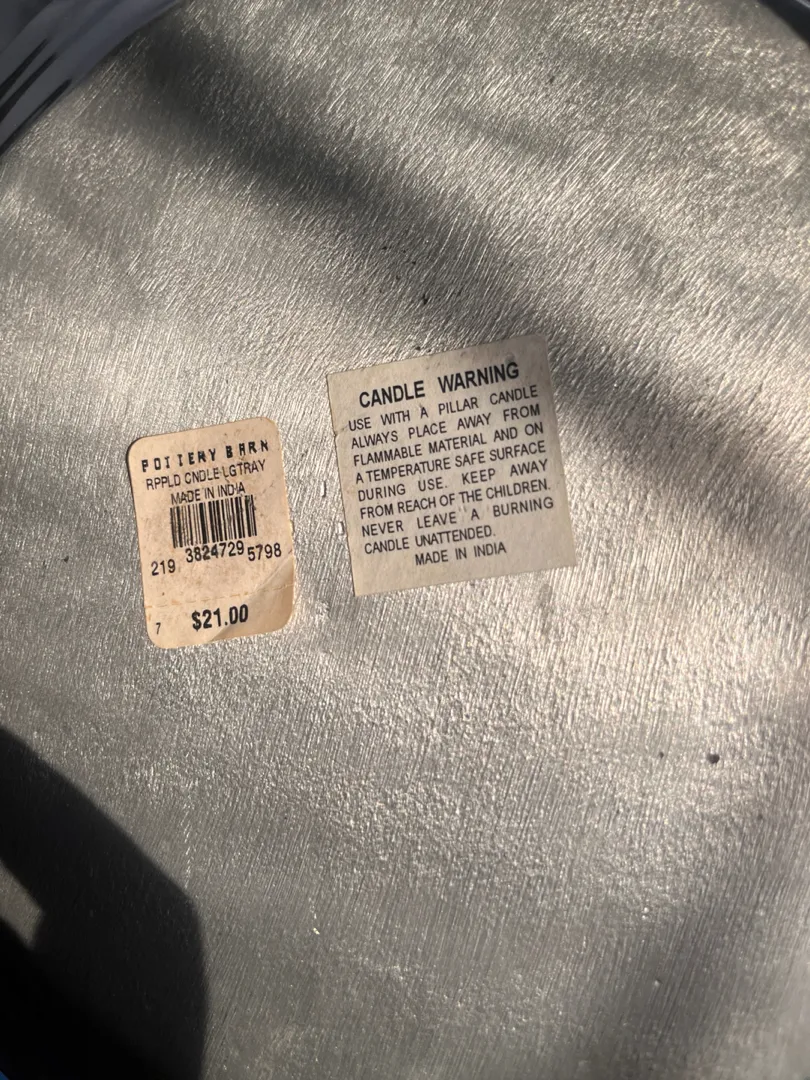 POTTERY BARN
RPPLD CNDLE LG TRAY
MADE IN INDIA
219 3824729 5798
7 $21.00
CANDLE WARNING
USE WITH A PILLAR CANDLE
ALWAYS PLACE AWAY FROM
FLAMMABLE MATERIAL AND ON
A TEMPERATURE SAFE SURFACE
DURING USE. KEEP AWAY
FROM REACH OF THE CHILDREN.
NEVER LEAVE A BURNING
CANDLE UNATTENDED.
MADE IN INDIA